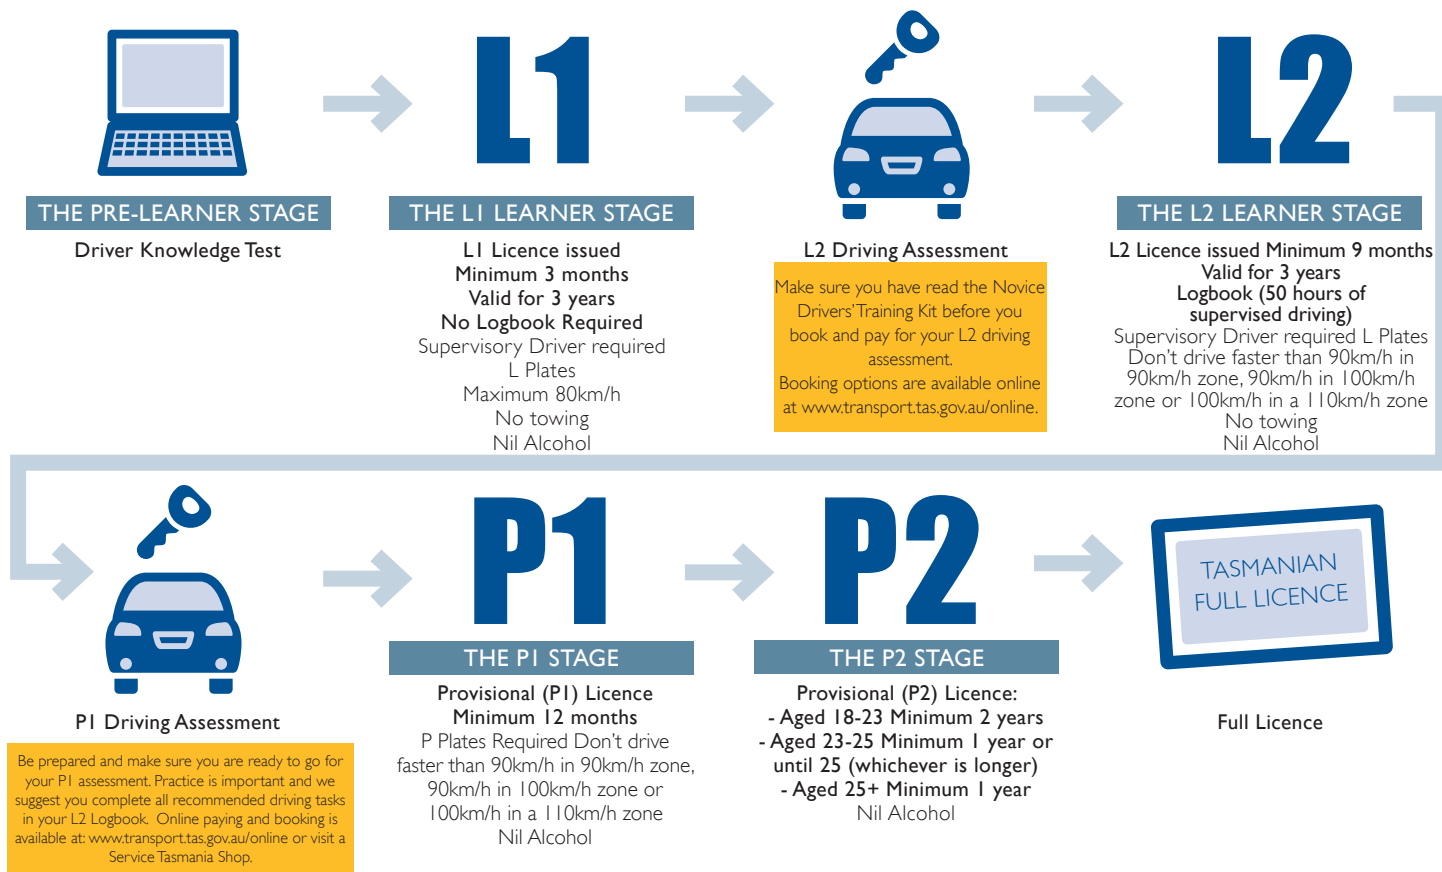 L1
L2
THE PRE-LEARNER STAGE
Driver Knowledge Test
THE L1 LEARNER STAGE
L1 Licence issued
Minimum 3 months
Valid for 3 years
No Logbook Required
Supervisory Driver required
L Plates
Maximum 80km/h
No towing
Nil Alcohol
L2 Driving Assessment
Make sure you have read the Novice
Drivers' Training Kit before you
book and pay for your L2 driving
assessment.
Booking options are available online
at www.transport.tas.gov.au/online.
THE L2 LEARNER STAGE
L2 Licence issued Minimum 9 months
Valid for 3 years
Logbook (50 hours of
supervised driving)
Supervisory Driver required L Plates
Don't drive faster than 90km/h in
90km/h zone, 90km/h in 100km/h
zone or 100km/h in a 110km/h zone
No towing
Nil Alcohol
P1 Driving Assessment
Be prepared and make sure you are ready to go for
your P1 assessment. Practice is important and we
suggest you complete all recommended driving tasks
in your L2 Logbook. Online paying and booking is
available at: www.transport.tas.gov.au/online or visit a
Service Tasmania Shop.
P1
THE P1 STAGE
Provisional (P1) Licence
Minimum 12 months
P Plates Required Don't drive
faster than 90km/h in 90km/h zone,
90km/h in 100km/h zone or
100km/h in a 110km/h zone
Nil Alcohol
P2
THE P2 STAGE
Provisional (P2) Licence:
- Aged 18-23 Minimum 2 years
- Aged 23-25 Minimum 1 year or
until 25 (whichever is longer)
- Aged 25+ Minimum 1 year
Nil Alcohol
TASMANIAN
FULL LICENCE
Full Licence